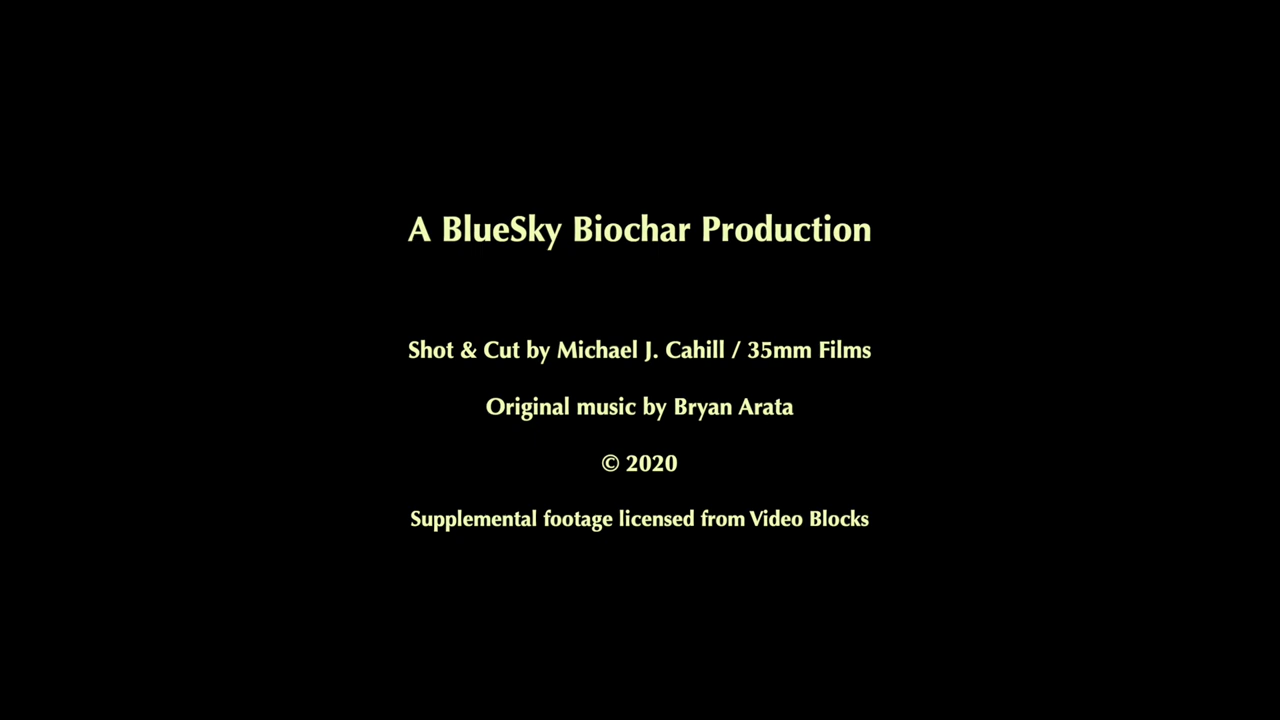 A BlueSky Biochar Production
Shot & Cut by Michael J. Cahill / 35mm Films
Original music by Bryan Arata
© 2020
Supplemental footage licensed from Video Blocks